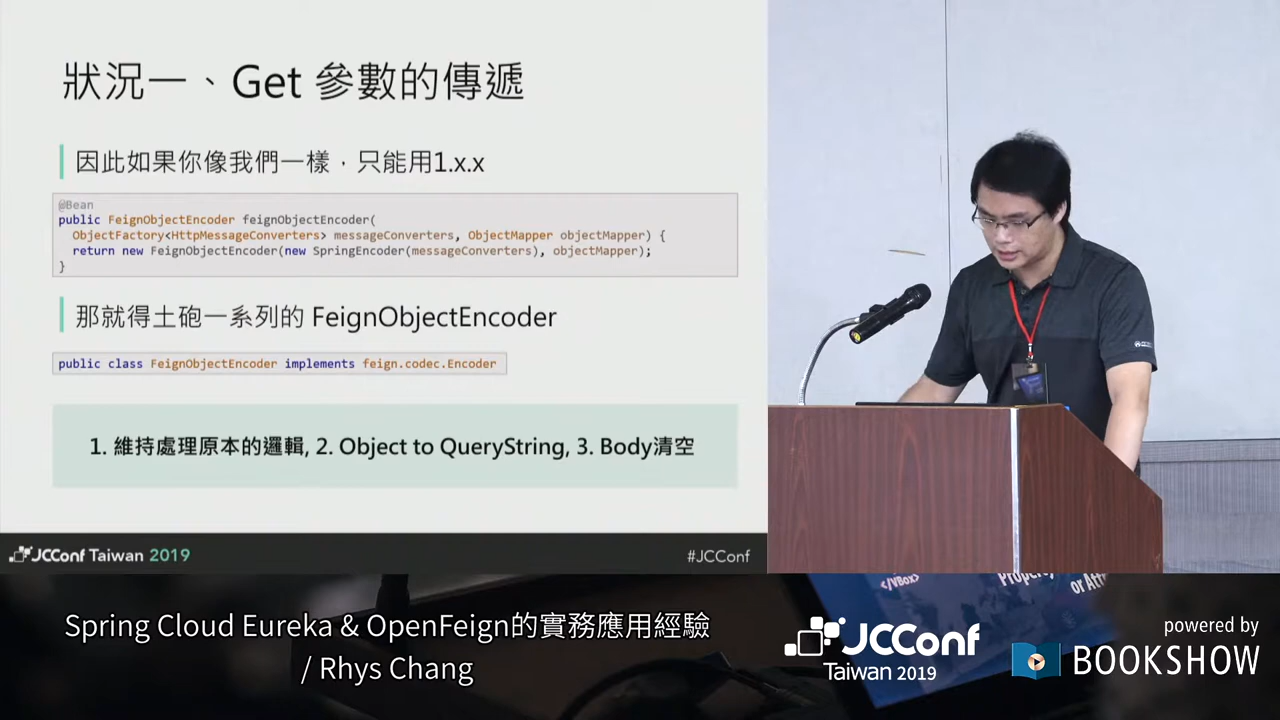 狀況一、Get 參數的傳遞
因此如果你像我們一樣，只能用1.x.x
@Bean
public FeignObjectEncoder feignObjectEncoder(
ObjectFactory<HttpMessageConverters> messageConverters, ObjectMapper objectMapper) {
return new FeignObjectEncoder(new SpringEncoder(messageConverters), objectMapper);
}
那就得土砲一系列的 FeignObjectEncoder
public class FeignObjectEncoder implements feign.codec.Encoder
1. 維持處理原本的邏輯, 2. Object to QueryString, 3. Body清空
JCConf Taiwan 2019
#JCConf
</VBox>
or
Spring Cloud Eureka & OpenFeign的實務應用經驗
/ Rhys Chang
JCConf
Taiwan 2019
powered by
BOOKSHOW